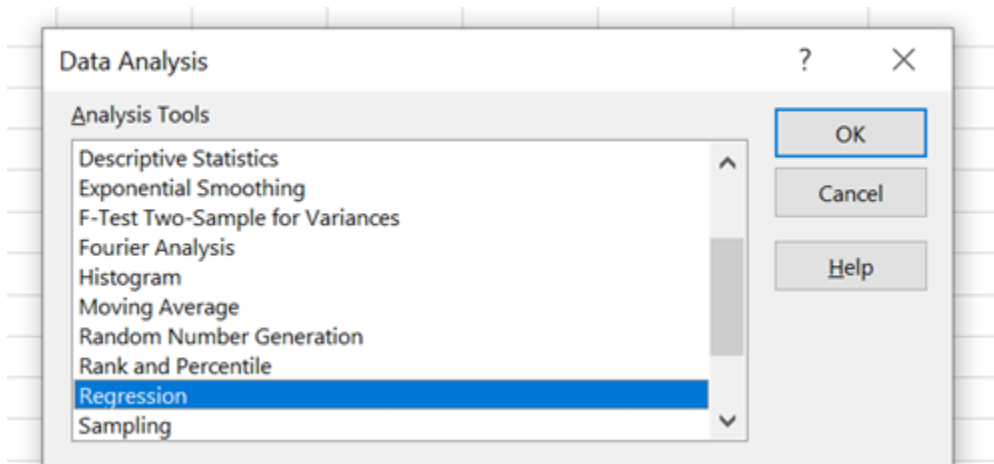 Data Analysis
?
Analysis Tools
Descriptive Statistics
Exponential Smoothing
F-Test Two-Sample for Variances
Fourier Analysis
Histogram
Moving Average
Random Number Generation
Rank and Percentile
Regression
Sampling
OK
Cancel
Help